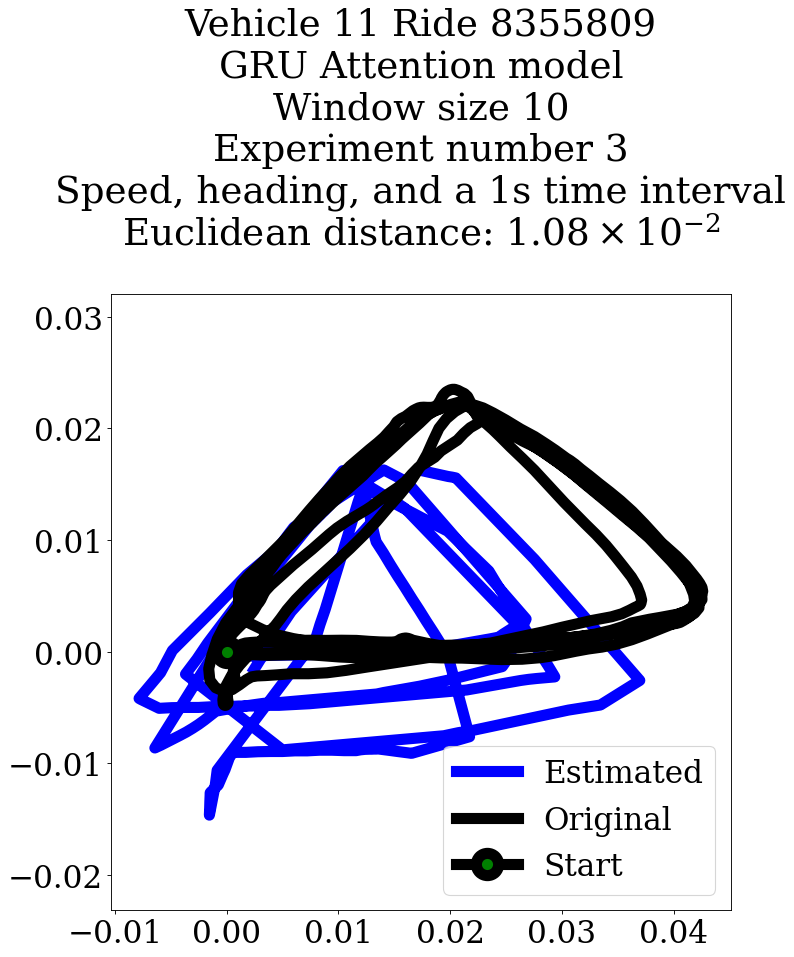 Vehicle 11 Ride 8355809
GRU Attention model
Window size 10
Experiment number 3
Speed, heading, and a 1s time interval
Euclidean distance: 1.08 × 10⁻²
0.03
0.02
0.01
0.00
−0.01
−0.02
Estimated
Original
Start
−0.01 0.00 0.01 0.02 0.03 0.04